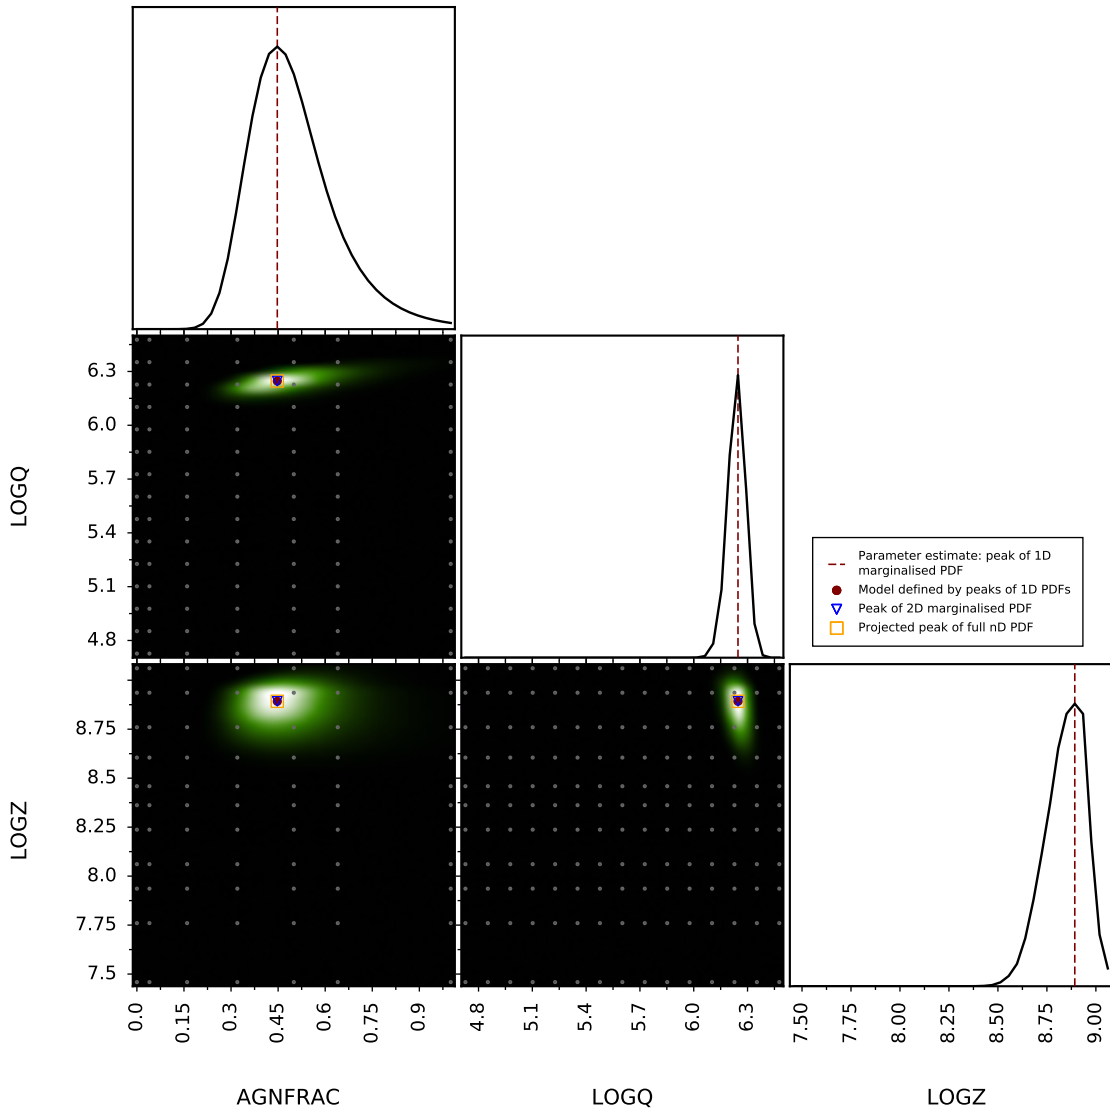 6.3
6.0
5.7
5.4
5.1
4.8
LOGQ
Parameter estimate: peak of 1D
marginalised PDF
Model defined by peaks of 1D PDFs
Peak of 2D marginalised PDF
Projected peak of full nD PDF
8.75
8.5
8.25
8.0
7.75
7.5
LOGZ
0.0 0.15 0.3 0.45 0.6 0.75 0.9
4.8 5.1 5.4 5.7 6.0 6.3
7.50 7.75 8.00 8.25 8.50 8.75 9.00
AGNFRAC LOGQ LOGZ